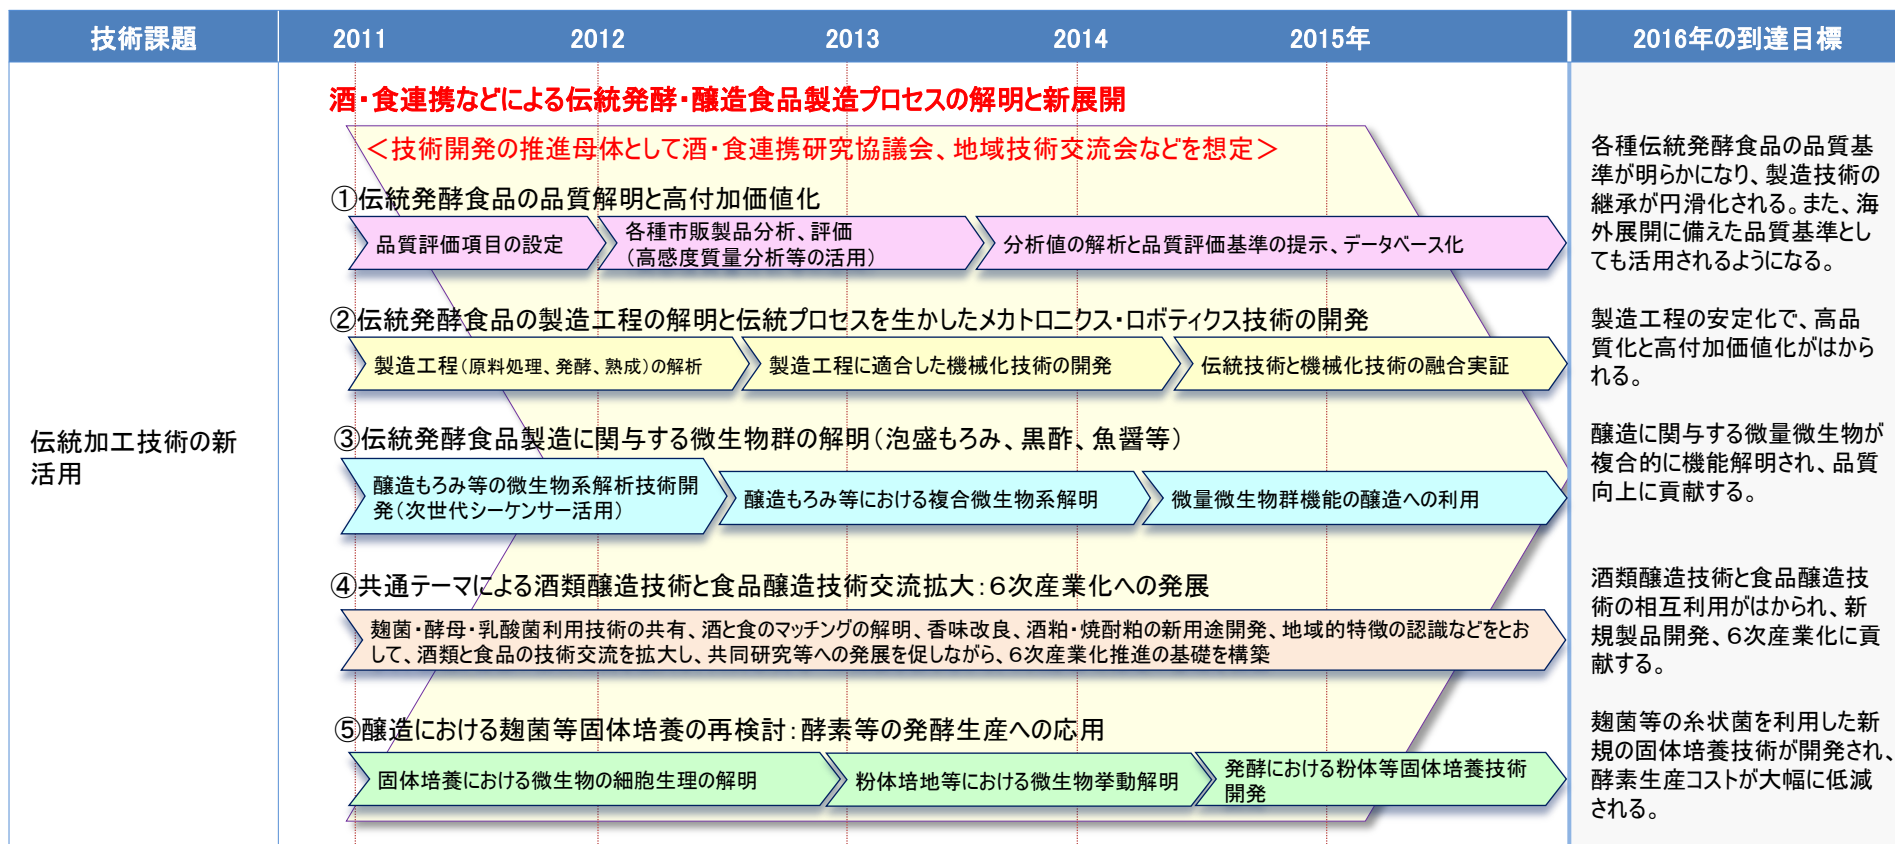 技術課題
2011
2012
2013
2014
2015年
2016年の到達目標
伝統加工技術の新
活用
酒・食連携などによる伝統発酵・醸造食品製造プロセスの解明と新展開
＜技術開発の推進母体として酒・食連携研究協議会、地域技術交流会などを想定＞
①伝統発酵食品の品質解明と高付加価値化
品質評価項目の設定
各種市販製品分析、評価
（高感度質量分析等の活用）
分析値の解析と品質評価基準の提示、データベース化
各種伝統発酵食品の品質基
準が明らかになり、製造技術の
継承が円滑化される。また、海
外展開に備えた品質基準とし
ても活用されるようになる。
②伝統発酵食品の製造工程の解明と伝統プロセスを生かしたメカトロニクス・ロボティクス技術の開発
製造工程（原料処理、発酵、熟成）の解析
製造工程に適合した機械化技術の開発
伝統技術と機械化技術の融合実証
製造工程の安定化で、高品
質化と高付加価値化がはから
れる。
③伝統発酵食品製造に関与する微生物群の解明（泡盛もろみ、黒酢、魚醤等）
醸造もろみ等の微生物系解析技術開
発（次世代シーケンサー活用）
醸造もろみ等における複合微生物系解明
微量微生物群機能の醸造への利用
醸造に関与する微量微生物が
複合的に機能解明され、品質
向上に貢献する。
④共通テーマによる酒類醸造技術と食品醸造技術交流拡大：６次産業化への発展
麹菌・酵母・乳酸菌利用技術の共有、酒と食のマッチングの解明、香味改良、酒粕・焼酎粕の新用途開発、地域的特徴の認識などをとお
して、酒類と食品の技術交流を拡大し、共同研究等への発展を促しながら、６次産業化推進の基礎を構築
酒類醸造技術と食品醸造技
術の相互利用がはかられ、新
規製品開発、６次産業化に貢
献する。
⑤醸造における麹菌等固体培養の再検討：酵素等の発酵生産への応用
固体培養における微生物の細胞生理の解明
粉体培地等における微生物挙動解明
発酵における粉体等固体培養技術
開発
麹菌等の糸状菌を利用した新
規の固体培養技術が開発され、
酵素生産コストが大幅に低減
される。